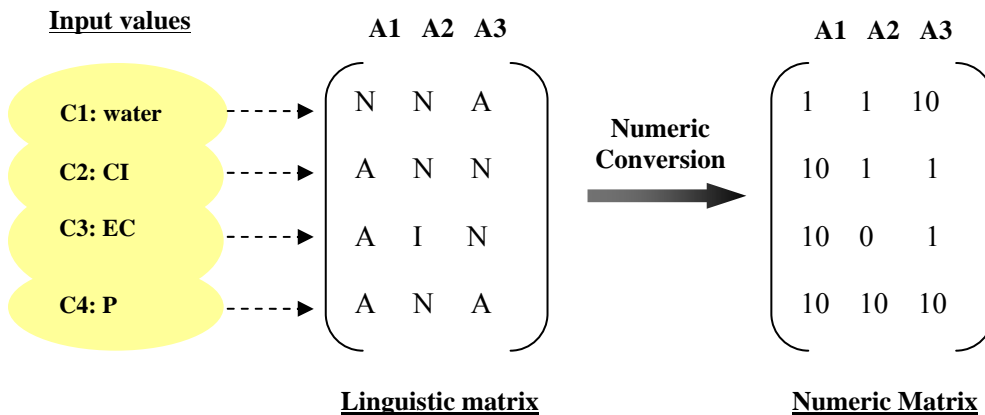 Input values
A1 A2 A3
A1 A2 A3
C1: water
N N A
1 1 10
Numeric
Conversion
C2: CI
A N N
10 1 1
C3: EC
A I N
10 0 1
C4: P
A N A
10 10 10
Linguistic matrix
Numeric Matrix